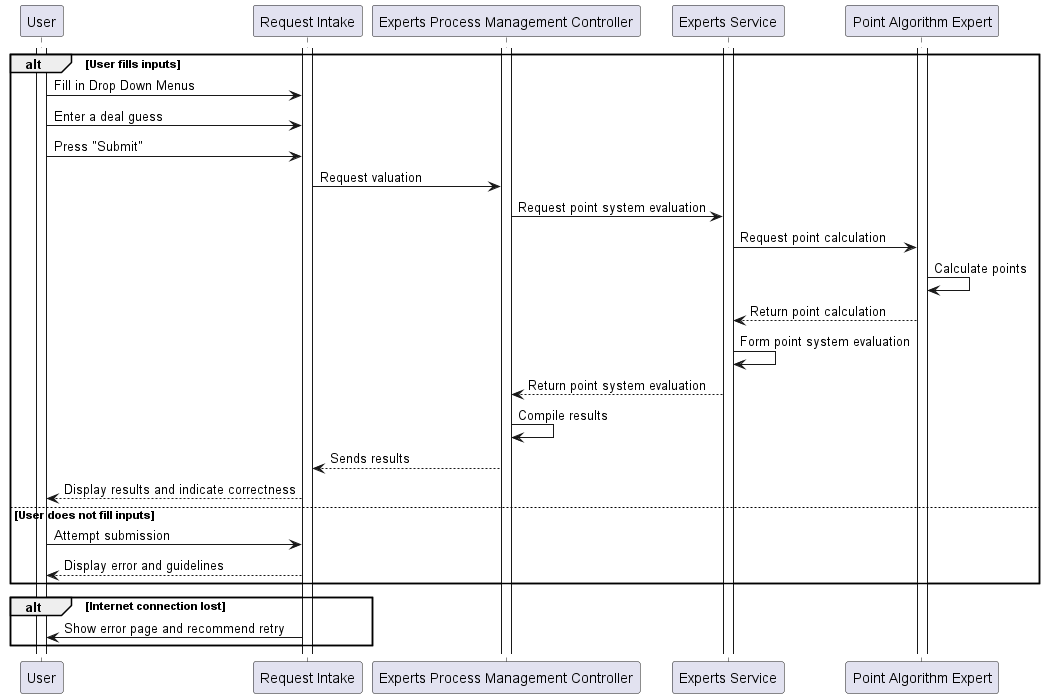 User
Request Intake
Experts Process Management Controller
Experts Service
Point Algorithm Expert
alt
[User fills inputs]
Fill in Drop Down Menus
Enter a deal guess
Press "Submit"
Request valuation
Request point system evaluation
Request point calculation
Calculate points
Return point calculation
Form point system evaluation
Return point system evaluation
Compile results
Sends results
Display results and indicate correctness
[User does not fill inputs]
Attempt submission
Display error and guidelines
alt
[Internet connection lost]
Show error page and recommend retry
User
Request Intake
Experts Process Management Controller
Experts Service
Point Algorithm Expert